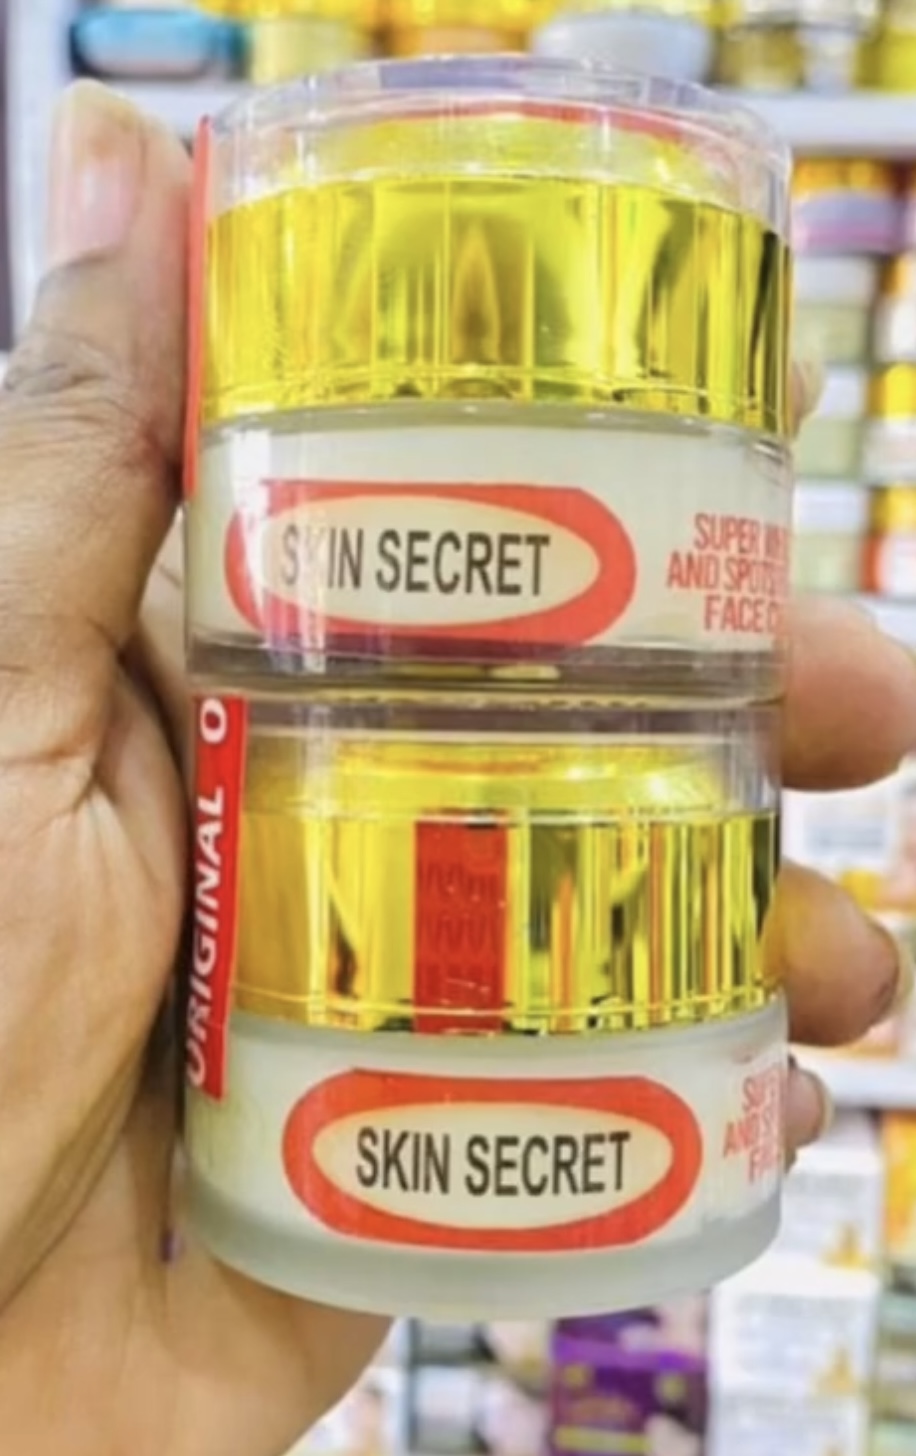 SKIN SECRET
SUPER
AND SPOTS
FACE
ORIGINAL
SKIN SECRET